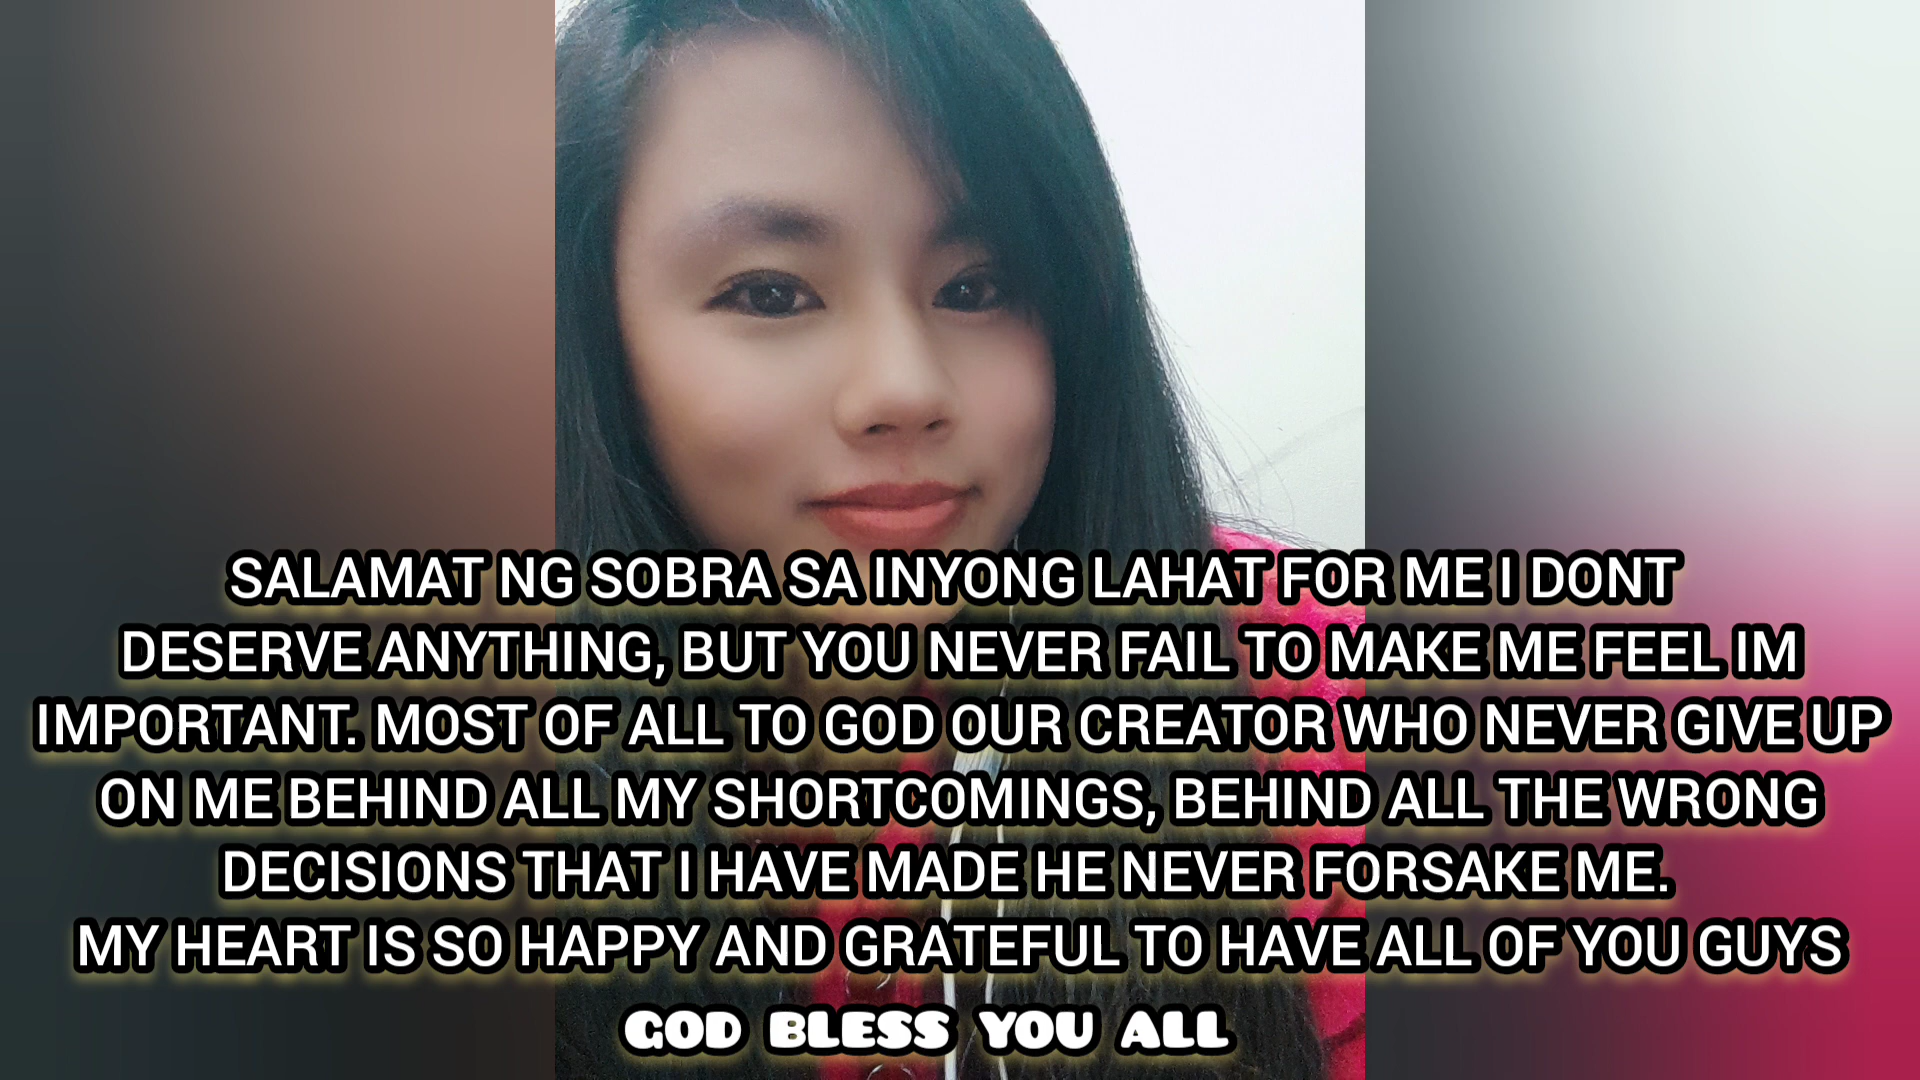 SALAMAT NG SOBRA SA INYONG LAHAT FOR ME I DONT
DESERVE ANYTHING, BUT YOU NEVER FAIL TO MAKE ME FEEL IM
IMPORTANT. MOST OF ALL TO GOD OUR CREATOR WHO NEVER GIVE UP
ON ME BEHIND ALL MY SHORTCOMINGS, BEHIND ALL THE WRONG
DECISIONS THAT I HAVE MADE HE NEVER FORSAKE ME.
MY HEART IS SO HAPPY AND GRATEFUL TO HAVE ALL OF YOU GUYS
GOD BLESS YOU ALL